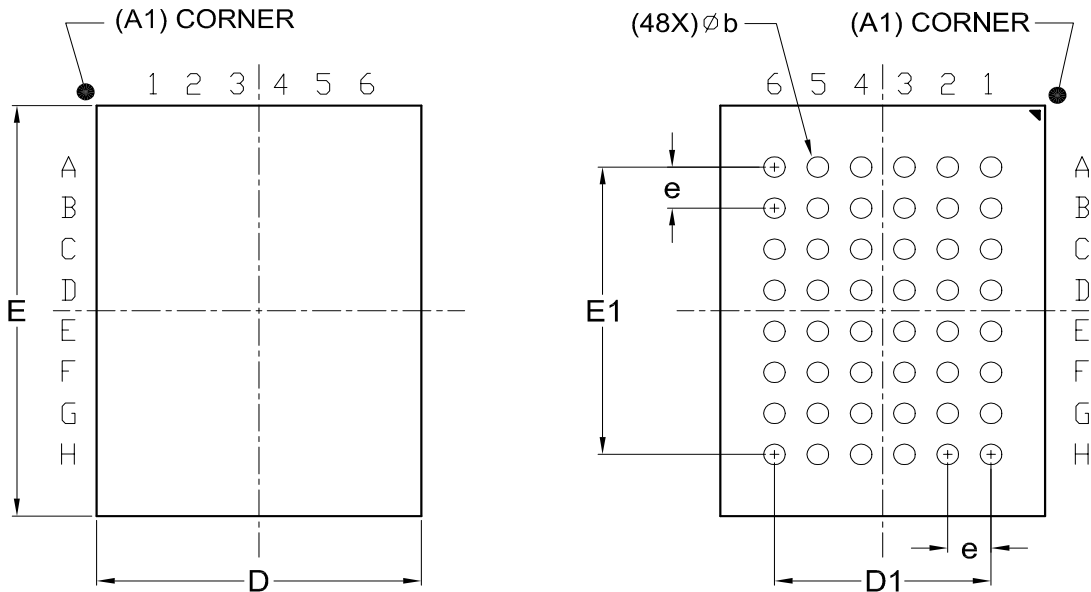 (A1) CORNER
1 2 3 4 5 6
A
B
C
D
E
F
G
H
E
D
(48X) ⌀ b
(A1) CORNER
6 5 4 3 2 1
A
B
C
D
E
F
G
H
e
E1
e
D1